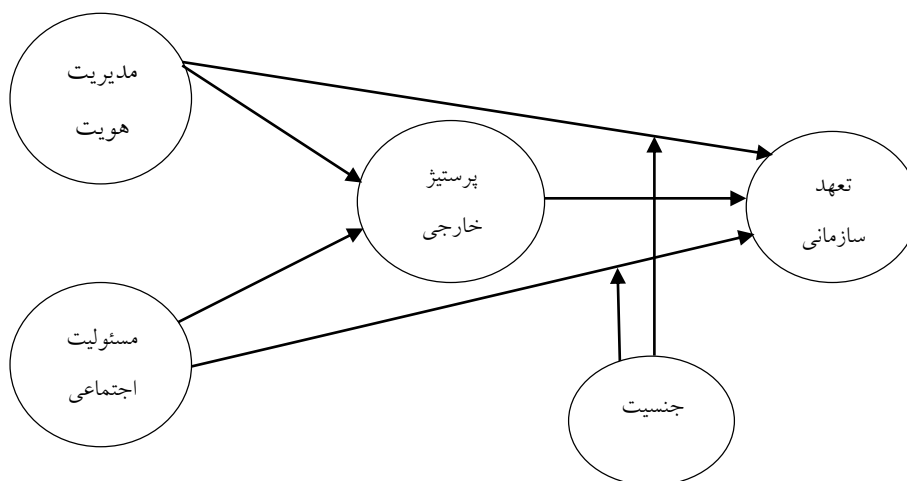 مدیریت
هویت
پرستیژ
خارجی
تعهد
سازمانی
مسئولیت
اجتماعی
جنسیت